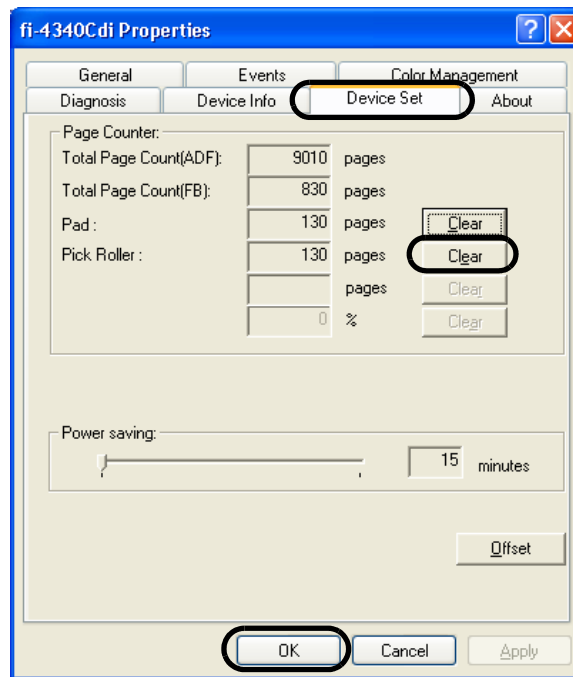 fi-4340Cdi Properties
General Events Color Management
Diagnosis Device Info Device Set About
Page Counter:
Total Page Count(ADF): 9010 pages
Total Page Count(FB): 830 pages
Pad : 130 pages Clear
Pick Roller : 130 pages Clear
pages Clear
0 % Clear
Power saving:
15 minutes
Offset
OK Cancel Apply